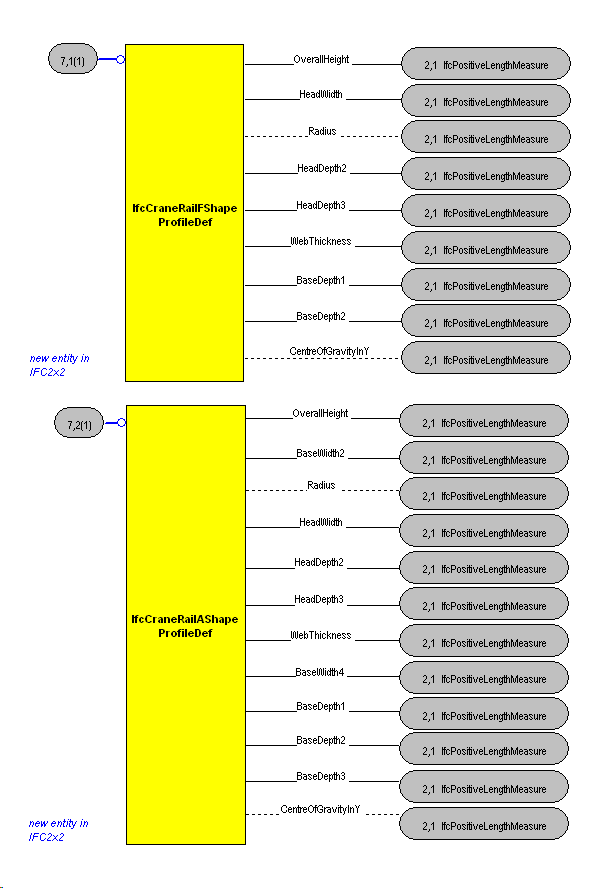 7,1(1)
OverallHeight
2,1 IfcPositiveLengthMeasure
HeadWidth
2,1 IfcPositiveLengthMeasure
Radius
2,1 IfcPositiveLengthMeasure
HeadDepth2
2,1 IfcPositiveLengthMeasure
IfcCraneRailFShape
ProfileDef
HeadDepth3
2,1 IfcPositiveLengthMeasure
WebThickness
2,1 IfcPositiveLengthMeasure
BaseDepth1
2,1 IfcPositiveLengthMeasure
BaseDepth2
2,1 IfcPositiveLengthMeasure
CentreOfGravityInY
2,1 IfcPositiveLengthMeasure
new entity in
IFC2x2
7,2(1)
OverallHeight
2,1 IfcPositiveLengthMeasure
BaseWidth2
2,1 IfcPositiveLengthMeasure
Radius
2,1 IfcPositiveLengthMeasure
HeadWidth
2,1 IfcPositiveLengthMeasure
HeadDepth2
2,1 IfcPositiveLengthMeasure
HeadDepth3
2,1 IfcPositiveLengthMeasure
IfcCraneRailAShape
ProfileDef
WebThickness
2,1 IfcPositiveLengthMeasure
BaseWidth4
2,1 IfcPositiveLengthMeasure
BaseDepth1
2,1 IfcPositiveLengthMeasure
BaseDepth2
2,1 IfcPositiveLengthMeasure
BaseDepth3
2,1 IfcPositiveLengthMeasure
CentreOfGravityInY
2,1 IfcPositiveLengthMeasure
new entity in
IFC2x2